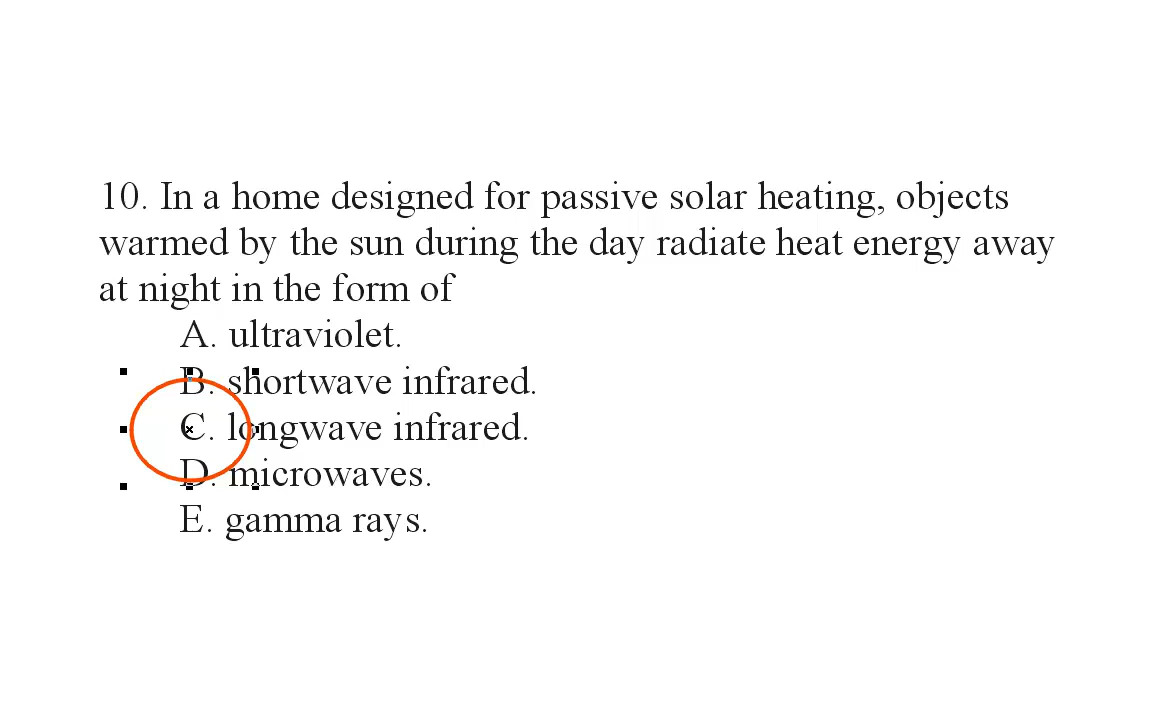 10. In a home designed for passive solar heating, objects
warmed by the sun during the day radiate heat energy away
at night in the form of
A. ultraviolet.
B. shortwave infrared.
C. longwave infrared.
D. microwaves.
E. gamma rays.